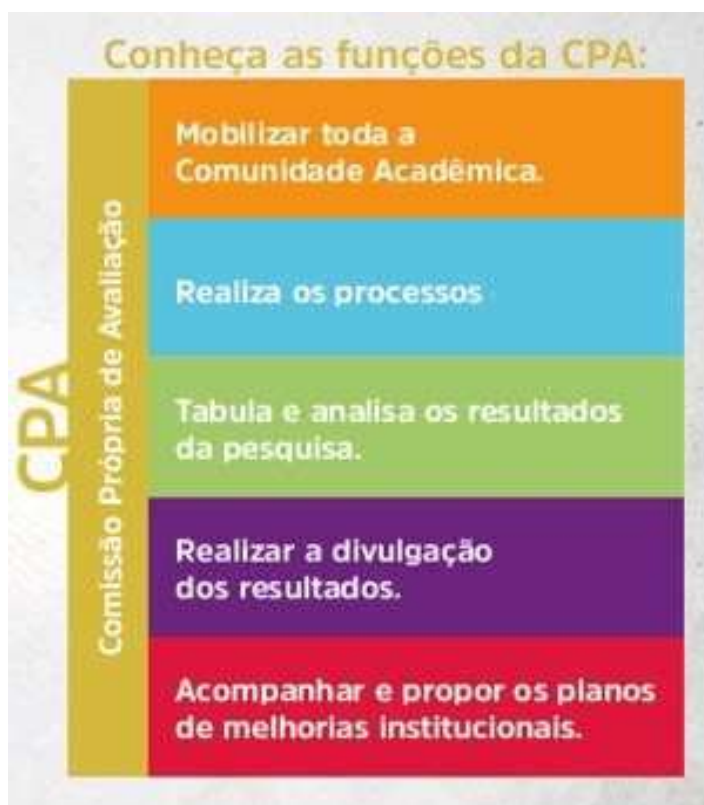 Conheça as funções da CPA:
CPA
Comissão Própria de Avaliação
Mobilizar toda a
Comunidade Acadêmica.
Realiza os processos
Tabula e analisa os resultados
da pesquisa.
Realizar a divulgação
dos resultados.
Acompanhar e propor os planos
de melhorias institucionais.